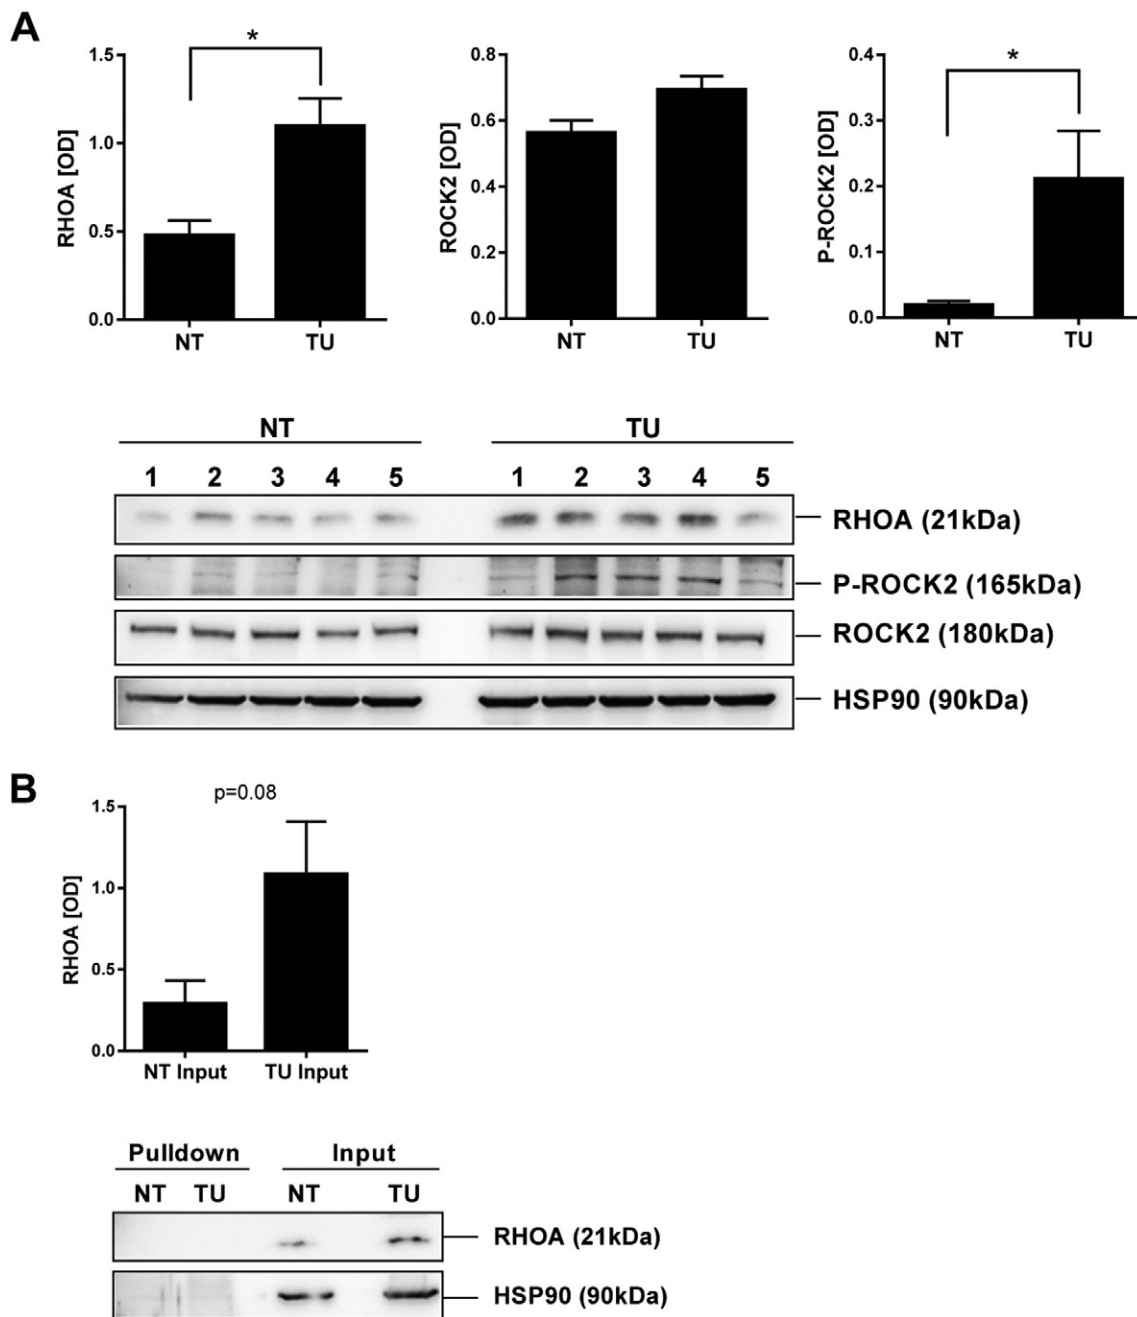 A
*
*
1.5
1.0
0.5
0.0
RHOA [OD]
NT TU
0.8
0.6
0.4
0.2
0.0
ROCK2 [OD]
NT TU
0.4
0.3
0.2
0.1
0.0
P-ROCK2 [OD]
NT TU
NT TU
1 2 3 4 5 1 2 3 4 5
RHOA (21kDa)
P-ROCK2 (165kDa)
ROCK2 (180kDa)
HSP90 (90kDa)
B
p=0.08
1.5
1.0
0.5
0.0
RHOA [OD]
NT Input TU Input
Pulldown Input
NT TU NT TU
RHOA (21kDa)
HSP90 (90kDa)